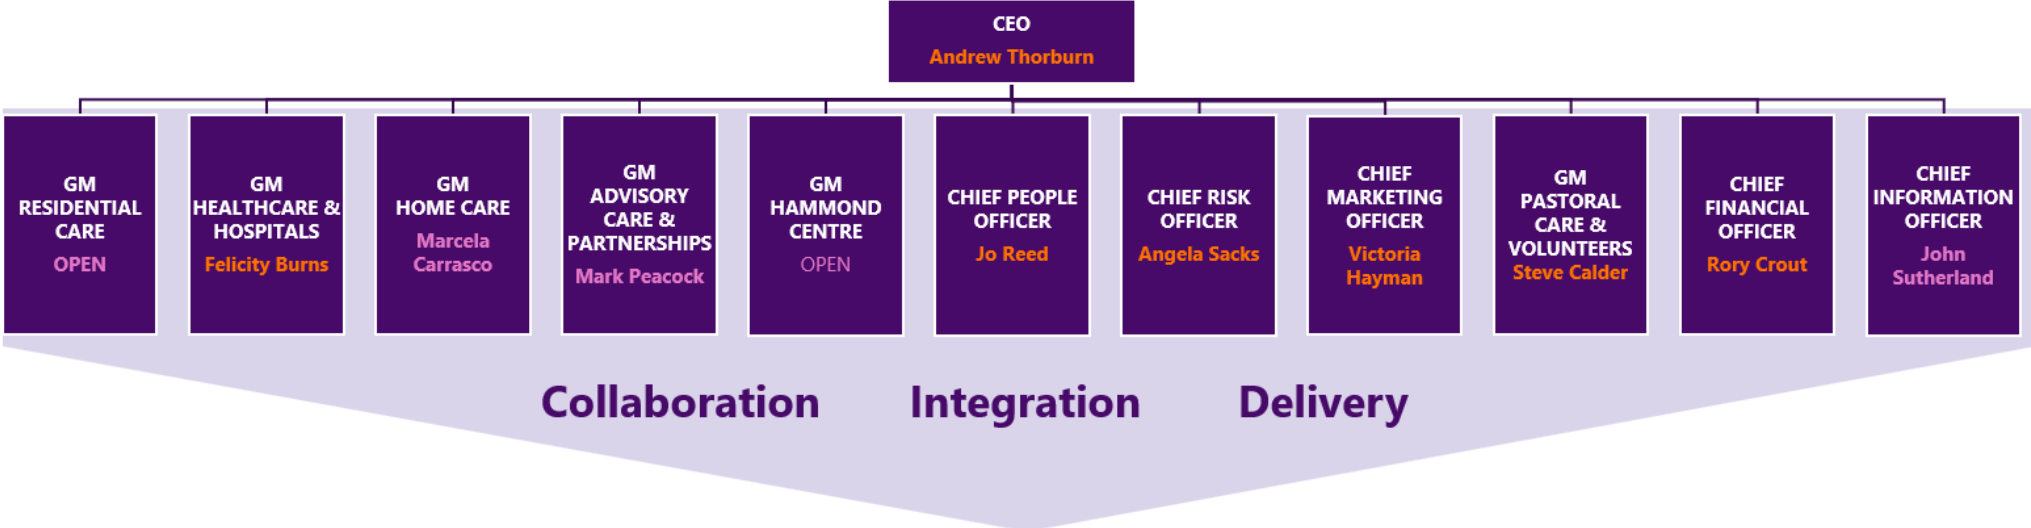 CEO
Andrew Thorburn
GM
RESIDENTIAL
CARE
OPEN
GM
HEALTHCARE &
HOSPITALS
Felicity Burns
GM
HOME CARE
Marcela
Carrasco
GM
ADVISORY
CARE &
PARTNERSHIPS
Mark Peacock
GM
HAMMOND
CENTRE
OPEN
CHIEF PEOPLE
OFFICER
Jo Reed
CHIEF RISK
OFFICER
Angela Sacks
CHIEF
MARKETING
OFFICER
Victoria
Hayman
GM
PASTORAL
CARE &
VOLUNTEERS
Steve Calder
CHIEF
FINANCIAL
OFFICER
Rory Crout
CHIEF
INFORMATION
OFFICER
John
Sutherland
Collaboration Integration Delivery